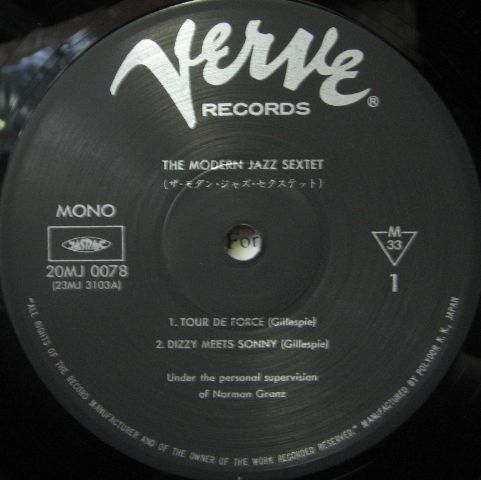 Verve
®
RECORDS
THE MODERN JAZZ SEXTET
(ザ・モダン・ジャズ・セクステット)
MONO
JASRAC
20MJ 0078
(23MJ 3103A)
For
M
33
1
1. TOUR DE FORCE (Gillespie)
2. DIZZY MEETS SONNY (Gillespie)
Under the personal supervision
of Norman Granz
"ALL RIGHTS OF THE RECORD MANUFACTURER AND OF THE OWNER OF THE WORK RECORDED RESERVED." MANUFACTURED BY POLYDOR K.K., JAPAN